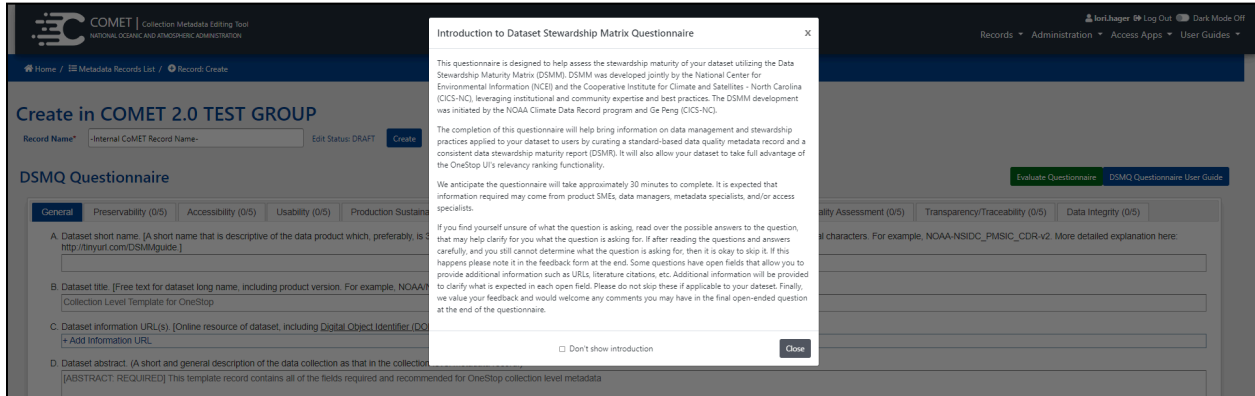 COMET | Collection Metadata Editing Tool
NATIONAL OCEANIC AND ATMOSPHERIC ADMINISTRATION
lori.hager Log Out Dark Mode Off
Records Administration Access Apps User Guides
Home / Metadata Records List / Record: Create
Create in COMET 2.0 TEST GROUP
Record Name* -Internal CoMET Record Name- Edit Status: DRAFT Create
DSMQ Questionnaire
Evaluate Questionnaire DSMQ Questionnaire User Guide
General Preservability (0/5) Accessibility (0/5) Usability (0/5) Production Sustaina
ality Assessment (0/5) Transparency/Traceability (0/5) Data Integrity (0/5)
A. Dataset short name. [A short name that is descriptive of the data product which, preferably, is 3
al characters. For example, NOAA-NSIDC_PMSIC_CDR-v2. More detailed explanation here:
http://tinyurl.com/DSMMguide.]
B. Dataset title. [Free text for dataset long name, including product version. For example, NOAA/N
Collection Level Template for OneStop
C. Dataset information URL(s). [Online resource of dataset, including Digital Object Identifier (DO
+ Add Information URL
D. Dataset abstract. (A short and general description of the data collection as that in the collection
[ABSTRACT: REQUIRED] This template record contains all of the fields required and recommended for OneStop collection level metadata
Introduction to Dataset Stewardship Matrix Questionnaire X
This questionnaire is designed to help assess the stewardship maturity of your dataset utilizing the Data
Stewardship Maturity Matrix (DSMM). DSMM was developed jointly by the National Center for
Environmental Information (NCEI) and the Cooperative Institute for Climate and Satellites - North Carolina
(CICS-NC), leveraging institutional and community expertise and best practices. The DSMM development
was initiated by the NOAA Climate Data Record program and Ge Peng (CICS-NC).
The completion of this questionnaire will help bring information on data management and stewardship
practices applied to your dataset to users by curating a standard-based data quality metadata record and a
consistent data stewardship maturity report (DSMR). It will also allow your dataset to take full advantage of
the OneStop UI's relevancy ranking functionality.
We anticipate the questionnaire will take approximately 30 minutes to complete. It is expected that
information required may come from product SMEs, data managers, metadata specialists, and/or access
specialists.
If you find yourself unsure of what the question is asking, read over the possible answers to the question,
that may help clarify for you what the question is asking for. If after reading the questions and answers
carefully, and you still cannot determine what the question is asking for, then it is okay to skip it. If this
happens please note it in the feedback form at the end. Some questions have open fields that allow you to
provide additional information such as URLs, literature citations, etc. Additional information will be provided
to clarify what is expected in each open field. Please do not skip these if applicable to your dataset. Finally,
we value your feedback and would welcome any comments you may have in the final open-ended question
at the end of the questionnaire.
Don't show introduction Close